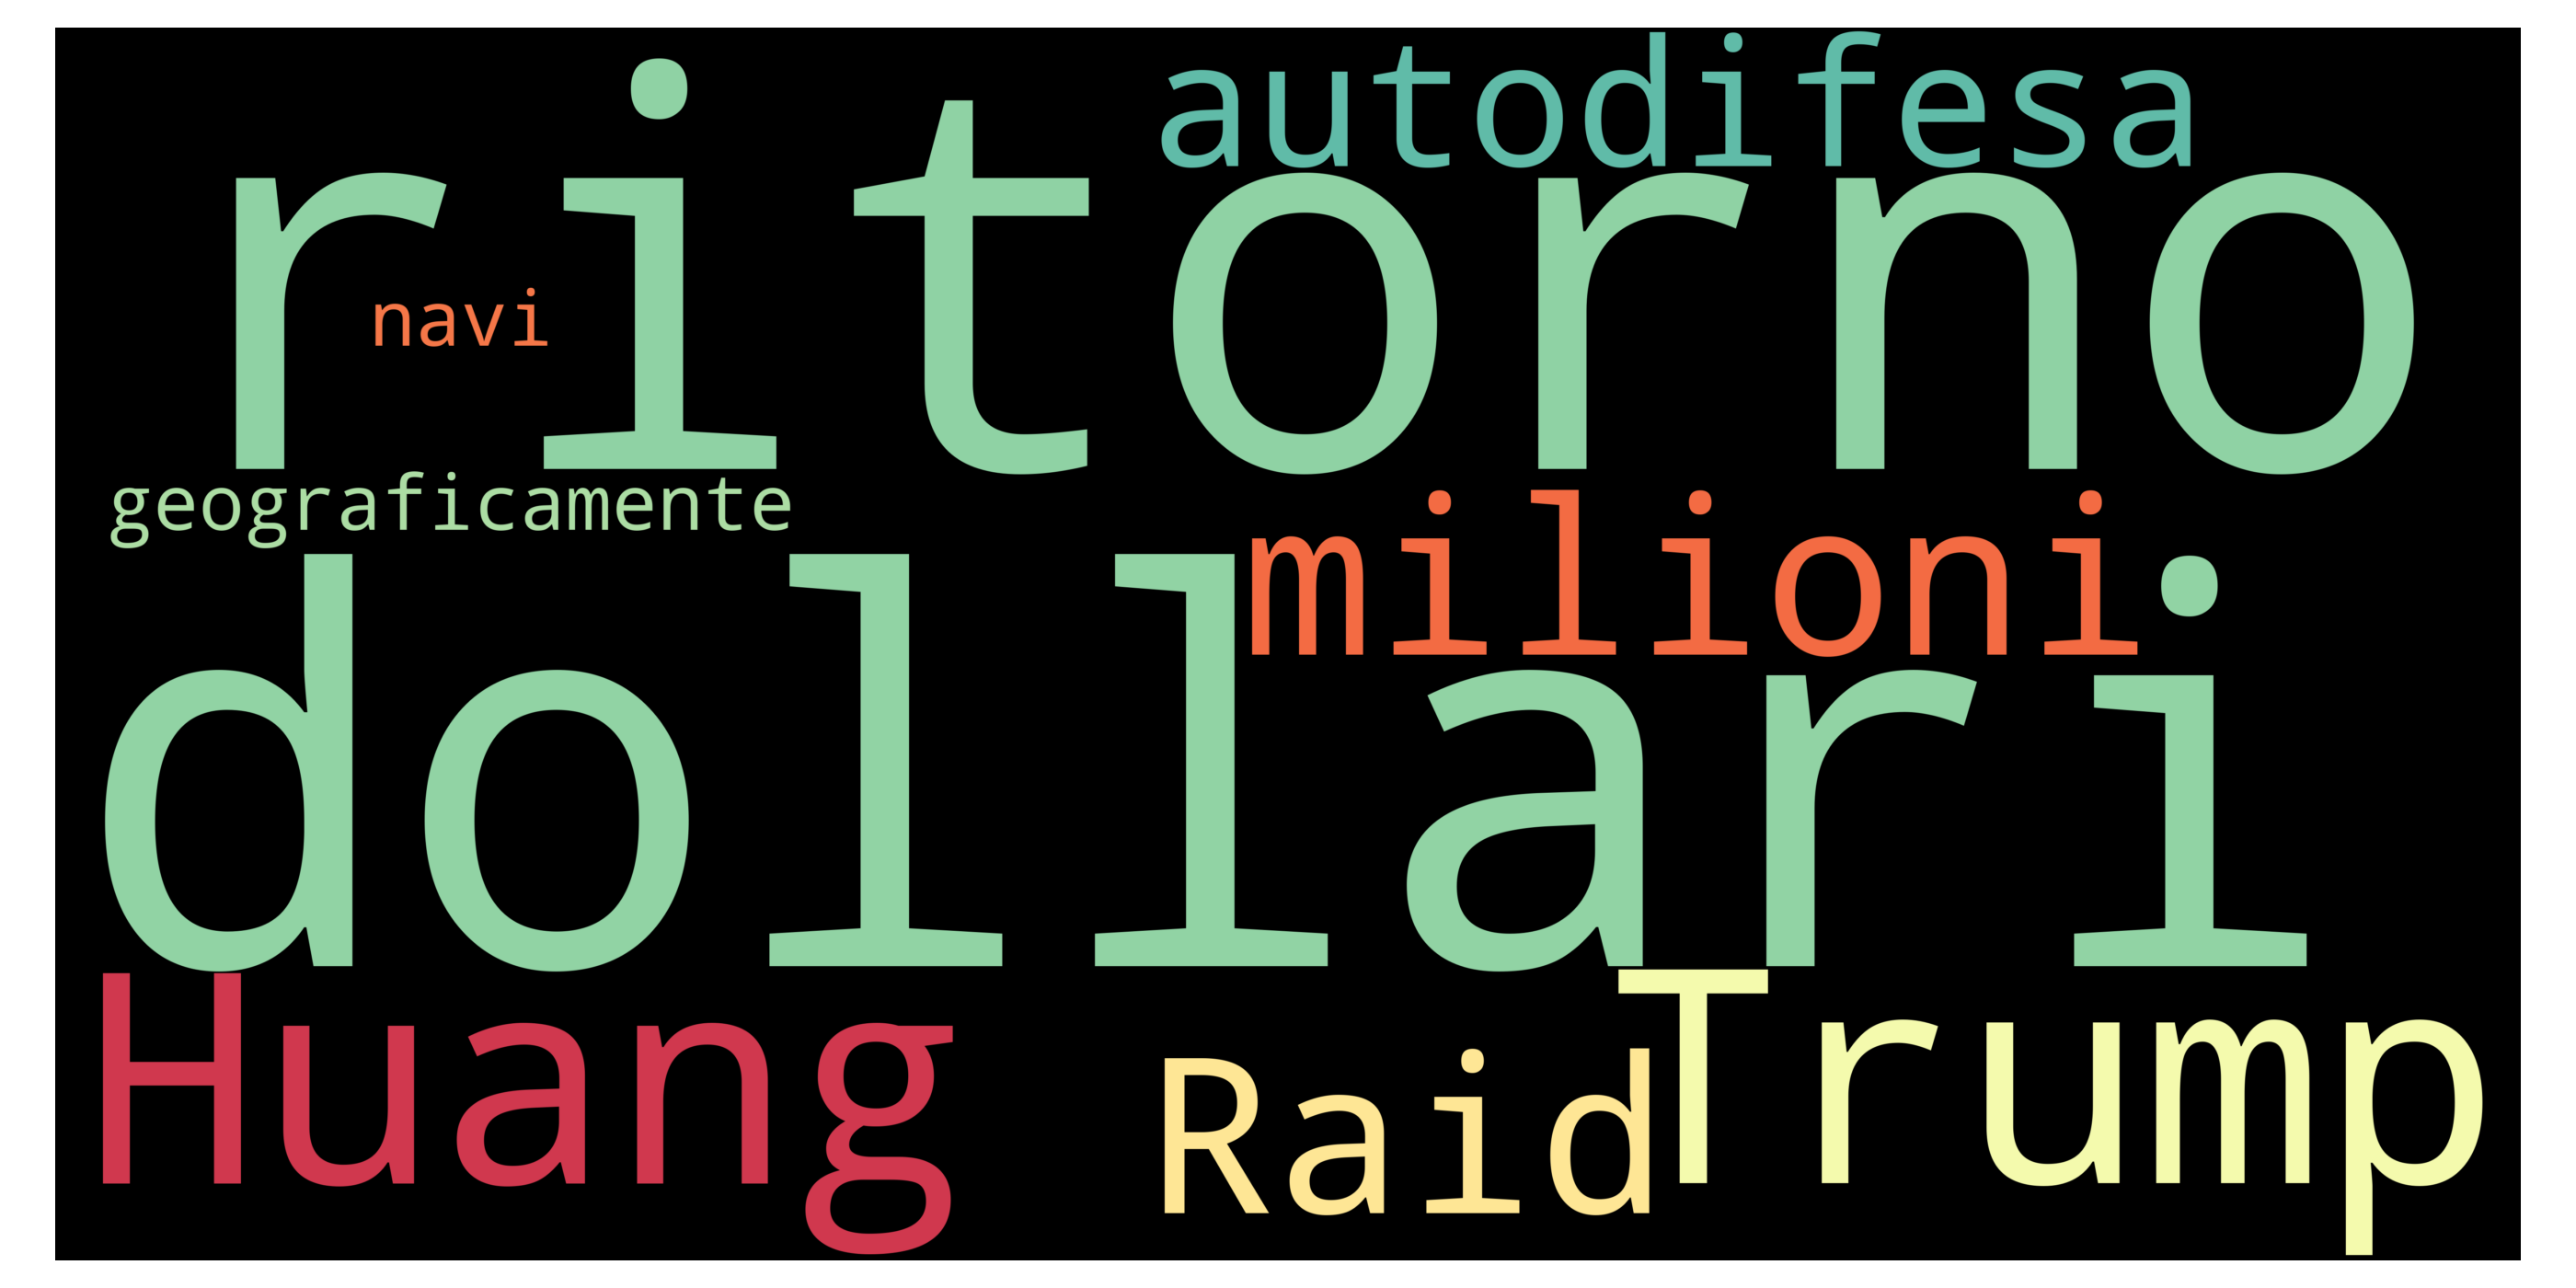 autodifesa
ritorno
navi
geograficamente
milioni
dollari
Huang
Raid
Trump